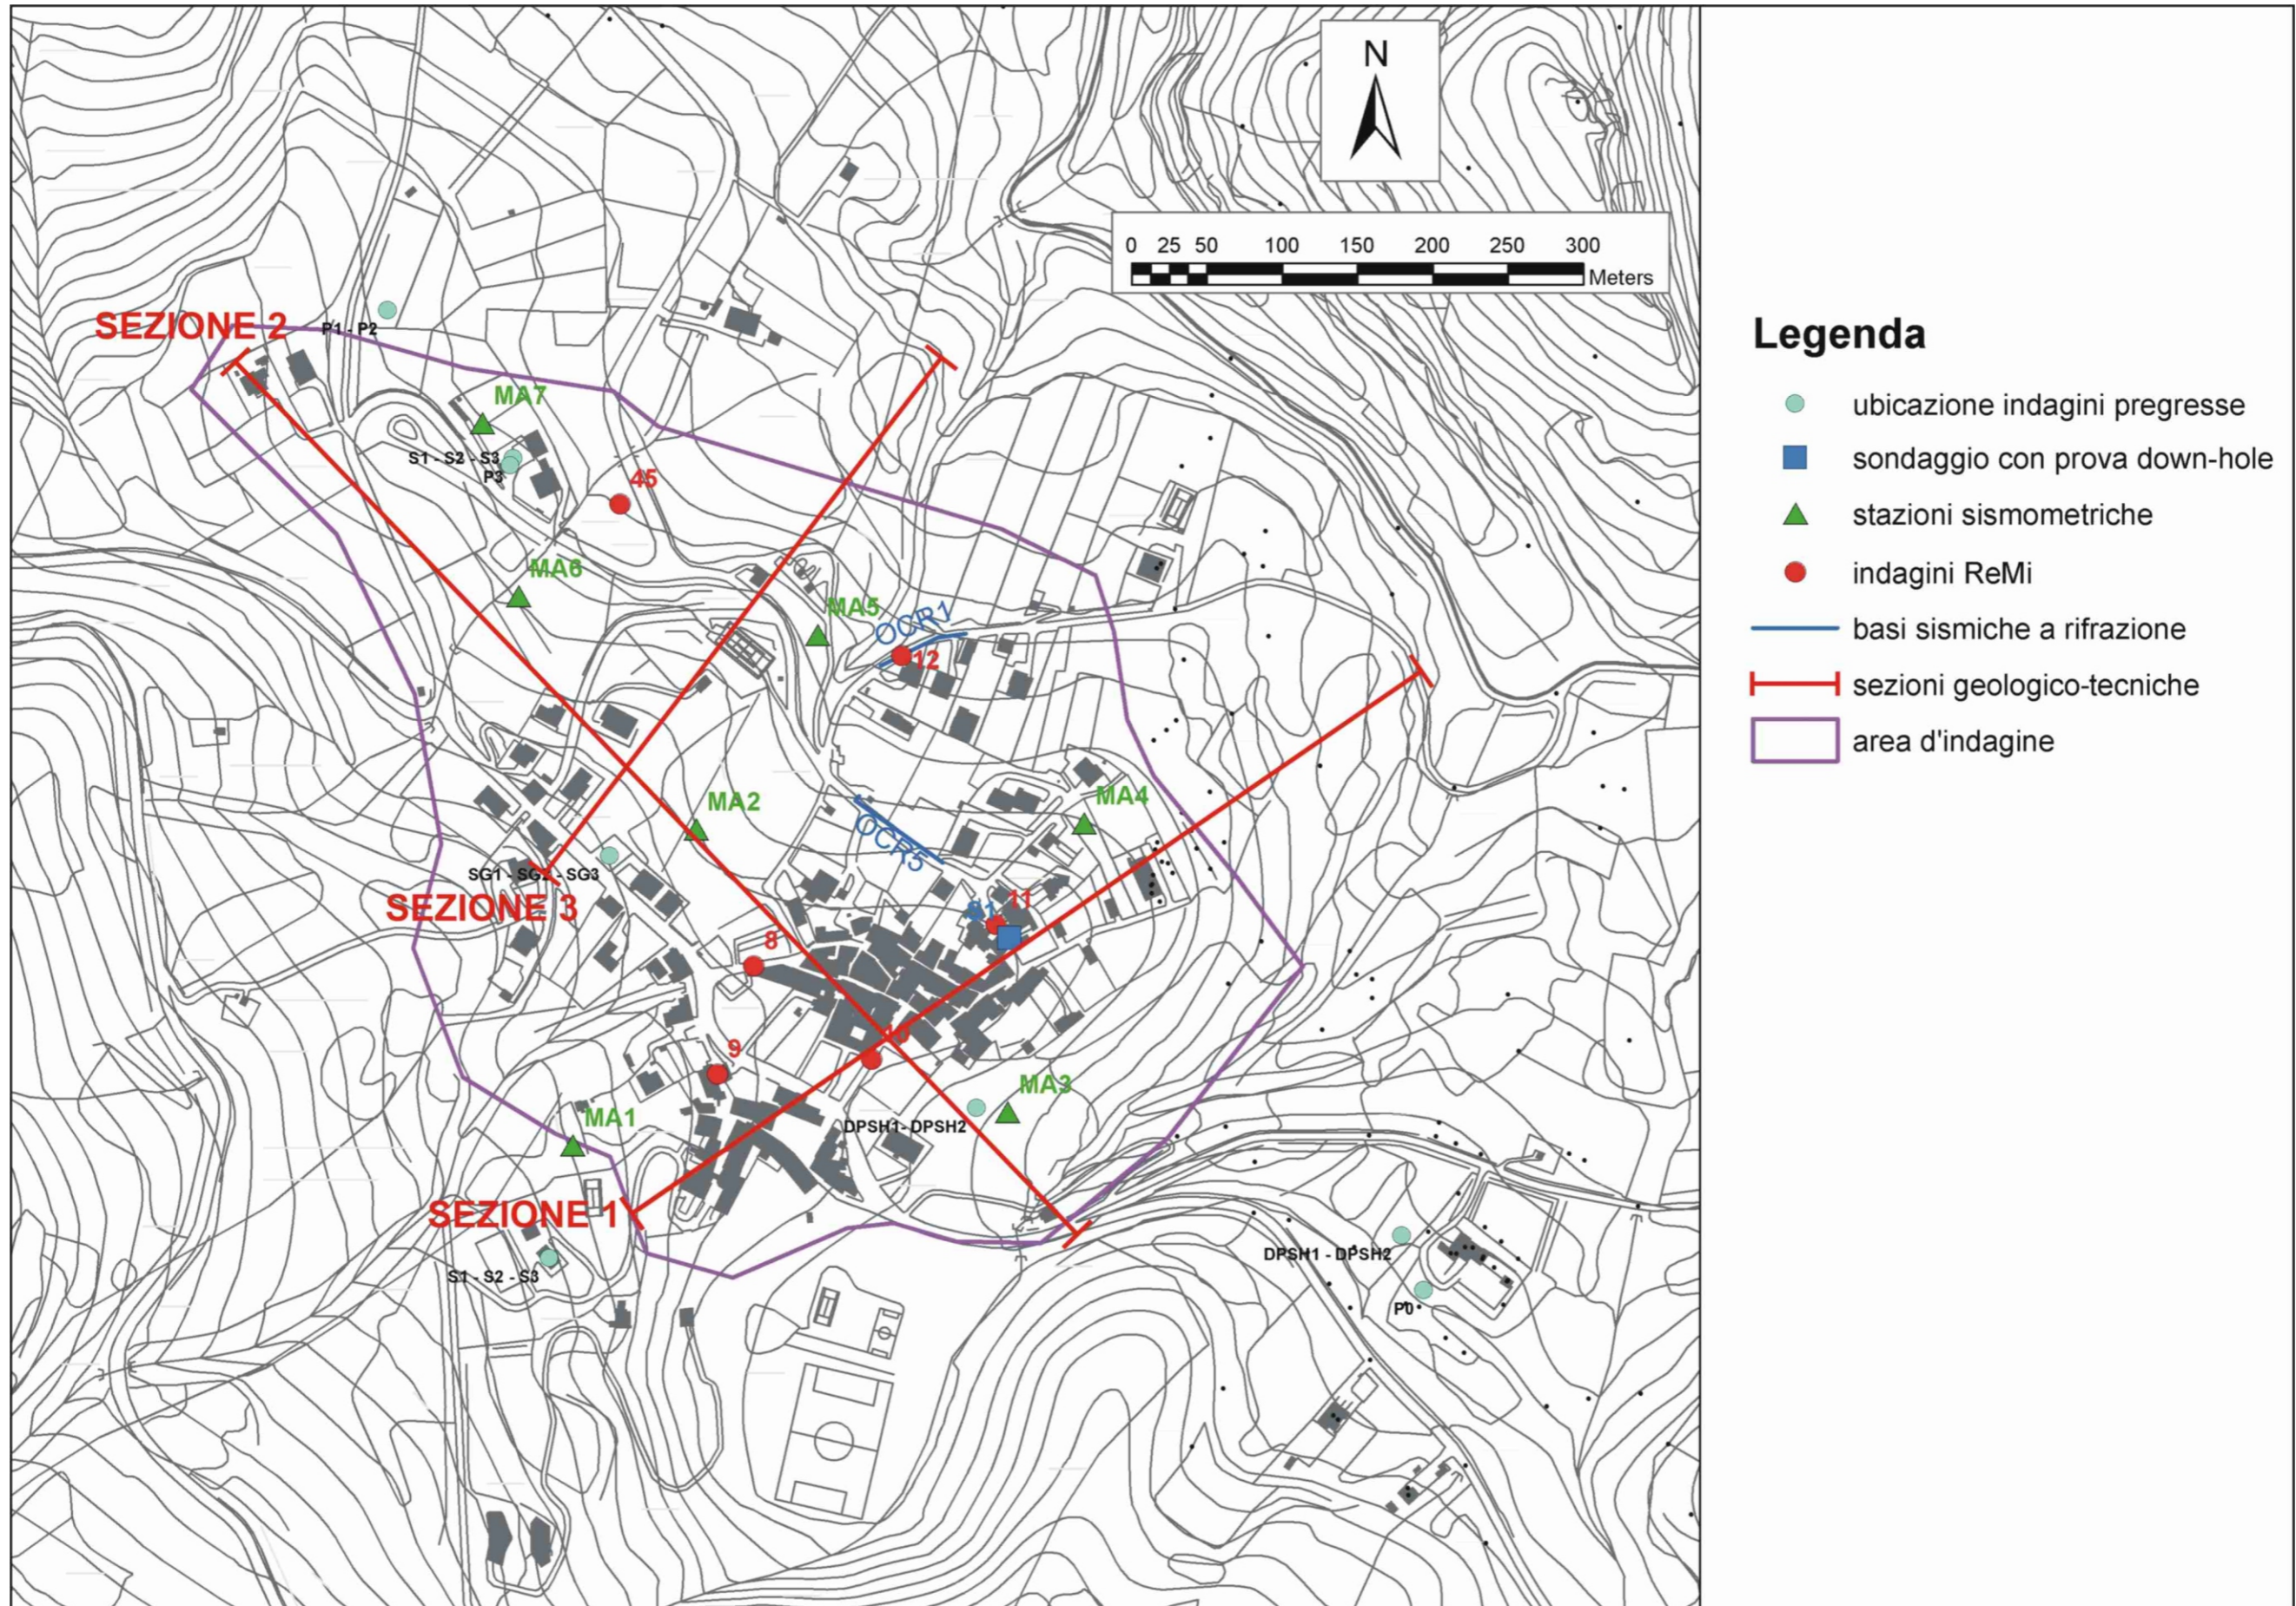 N
0 25 50 100 150 200 250 300
Meters
SEZIONE 2
P1 - P2
MA7
S1 - S2 - S3
P3
45
MA6
MA5
OCR1
12
MA2
MA4
OCR5
SG1 - SG2 - SG3
SEZIONE 3
S1
11
8
10
9
MA3
MA1
DPSH1- DPSH2
SEZIONE 1
S1 - S2 - S3
DPSH1 - DPSH2
P0
Legenda
ubicazione indagini pregresse
sondaggio con prova down-hole
stazioni sismometriche
indagini ReMi
basi sismiche a rifrazione
sezioni geologico-tecniche
area d'indagine